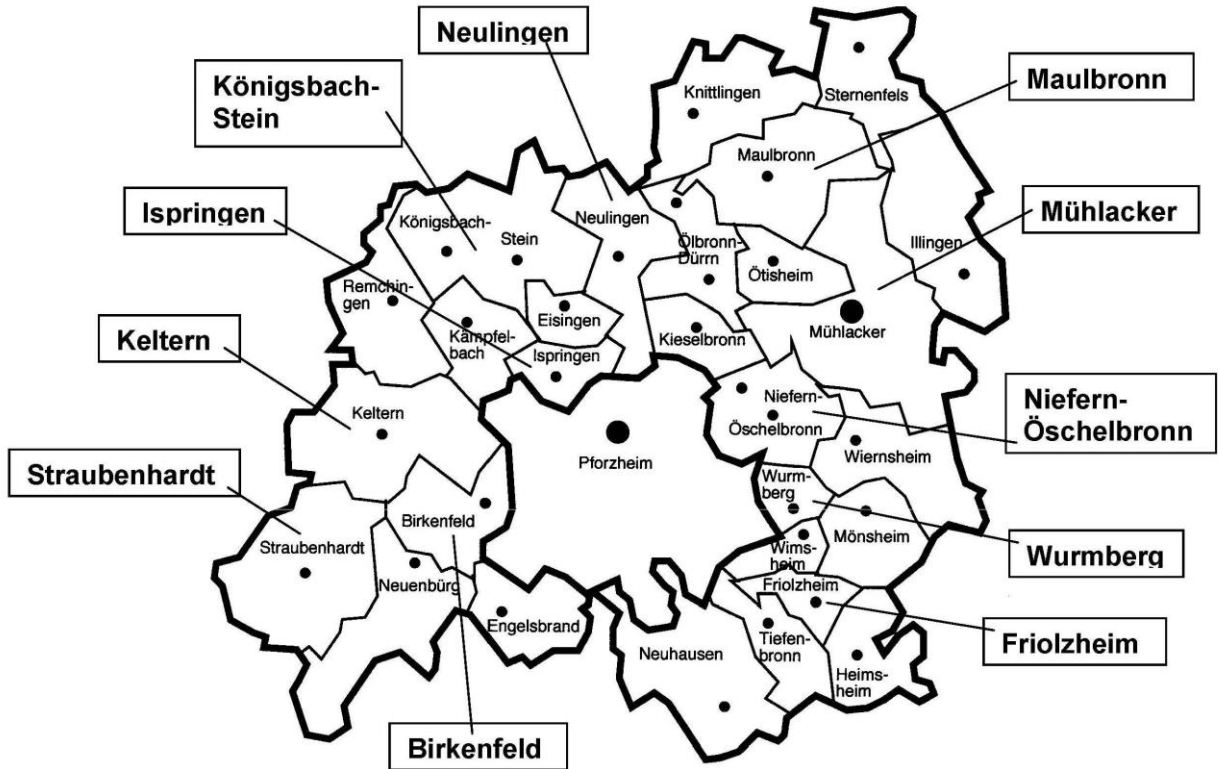 Neulingen
Königsbach-
Stein
Maulbronn
Ispringen
Mühlacker
Keltern
Niefern-
Öschelbronn
Straubenhardt
Wurmberg
Friolzheim
Birkenfeld
Knittlingen
Sternenfels
Maulbronn
Königsbach-
Stein
Neulingen
Ölbronn-
Dürrn
Ötisheim
Illingen
Remchin-
gen
Kämpfel-
bach
Eisingen
Ispringen
Kieselbronn
Mühlacker
Keltern
Pforzheim
Niefern-
Öschelbronn
Wiernsheim
Wurm-
berg
Mönsheim
Wims-
heim
Birkenfeld
Straubenhardt
Neuenbürg
Engelsbrand
Friolzheim
Tiefen-
bronn
Neuhausen
Heims-
heim